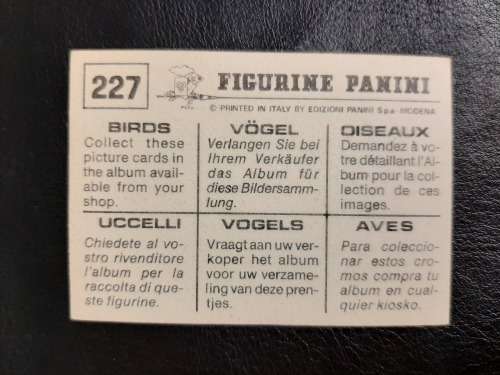 227
FIGURINE PANINI
© PRINTED IN ITALY BY EDIZIONI PANINI S.p.A. - MODENA
BIRDS
Collect these
picture cards in
the album avail-
able from your
shop.
VÖGEL
Verlangen Sie bei
Ihrem Verkäufer
das Album für
diese Bildersamm-
lung.
OISEAUX
Demandez à vo-
tre détaillant l'Al-
bum pour la col-
lection de ces
images.
UCCELLI
Chiedete al vo-
stro rivenditore
l'album per la
raccolta di que-
ste figurine.
VOGELS
Vraagt aan uw ver-
koper het album
voor uw verzame-
ling van deze pren-
tjes.
AVES
Para coleccio-
nar estos cro-
mos compra tu
album en cual-
quier kiosko.